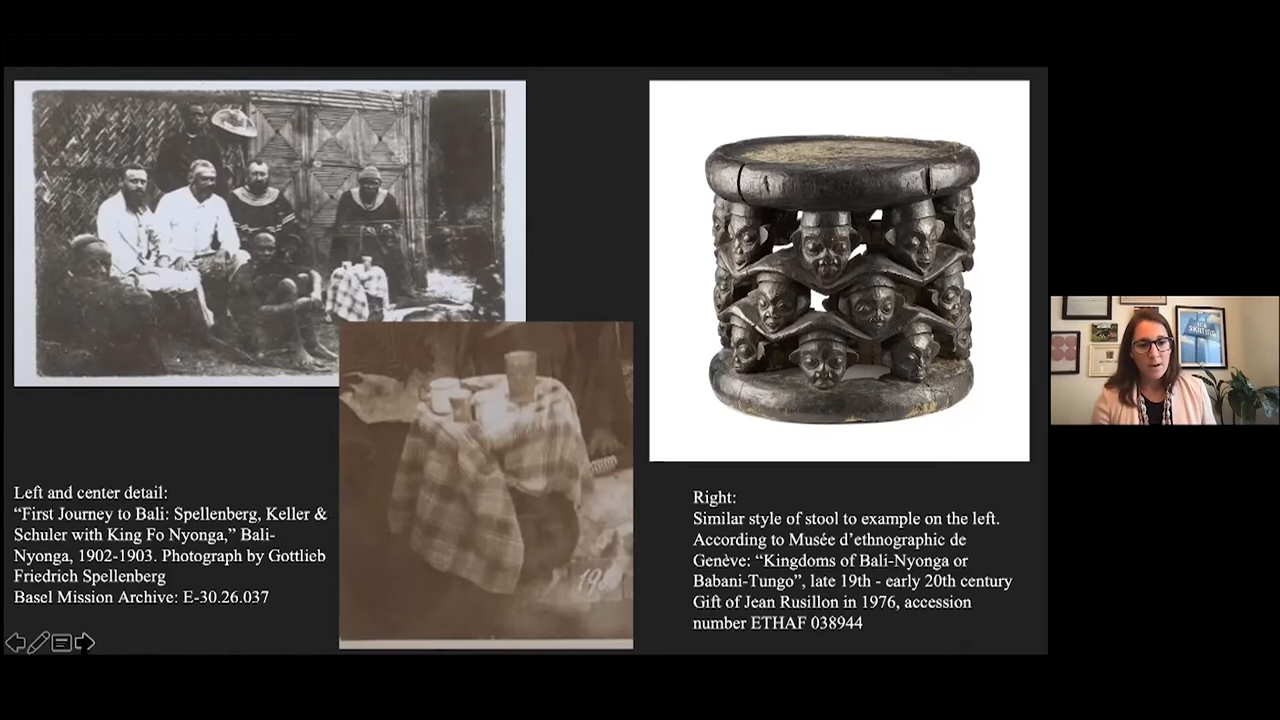 Left and center detail:
“First Journey to Bali: Spellenberg, Keller &
Schuler with King Fo Nyonga,” Bali-
Nyonga, 1902-1903. Photograph by Gottlieb
Friedrich Spellenberg
Basel Mission Archive: E-30.26.037
Right:
Similar style of stool to example on the left.
According to Musée d’ethnographic de
Genève: “Kingdoms of Bali-Nyonga or
Babani-Tungo”, late 19th - early 20th century
Gift of Jean Rusillon in 1976, accession
number ETHAF 038944